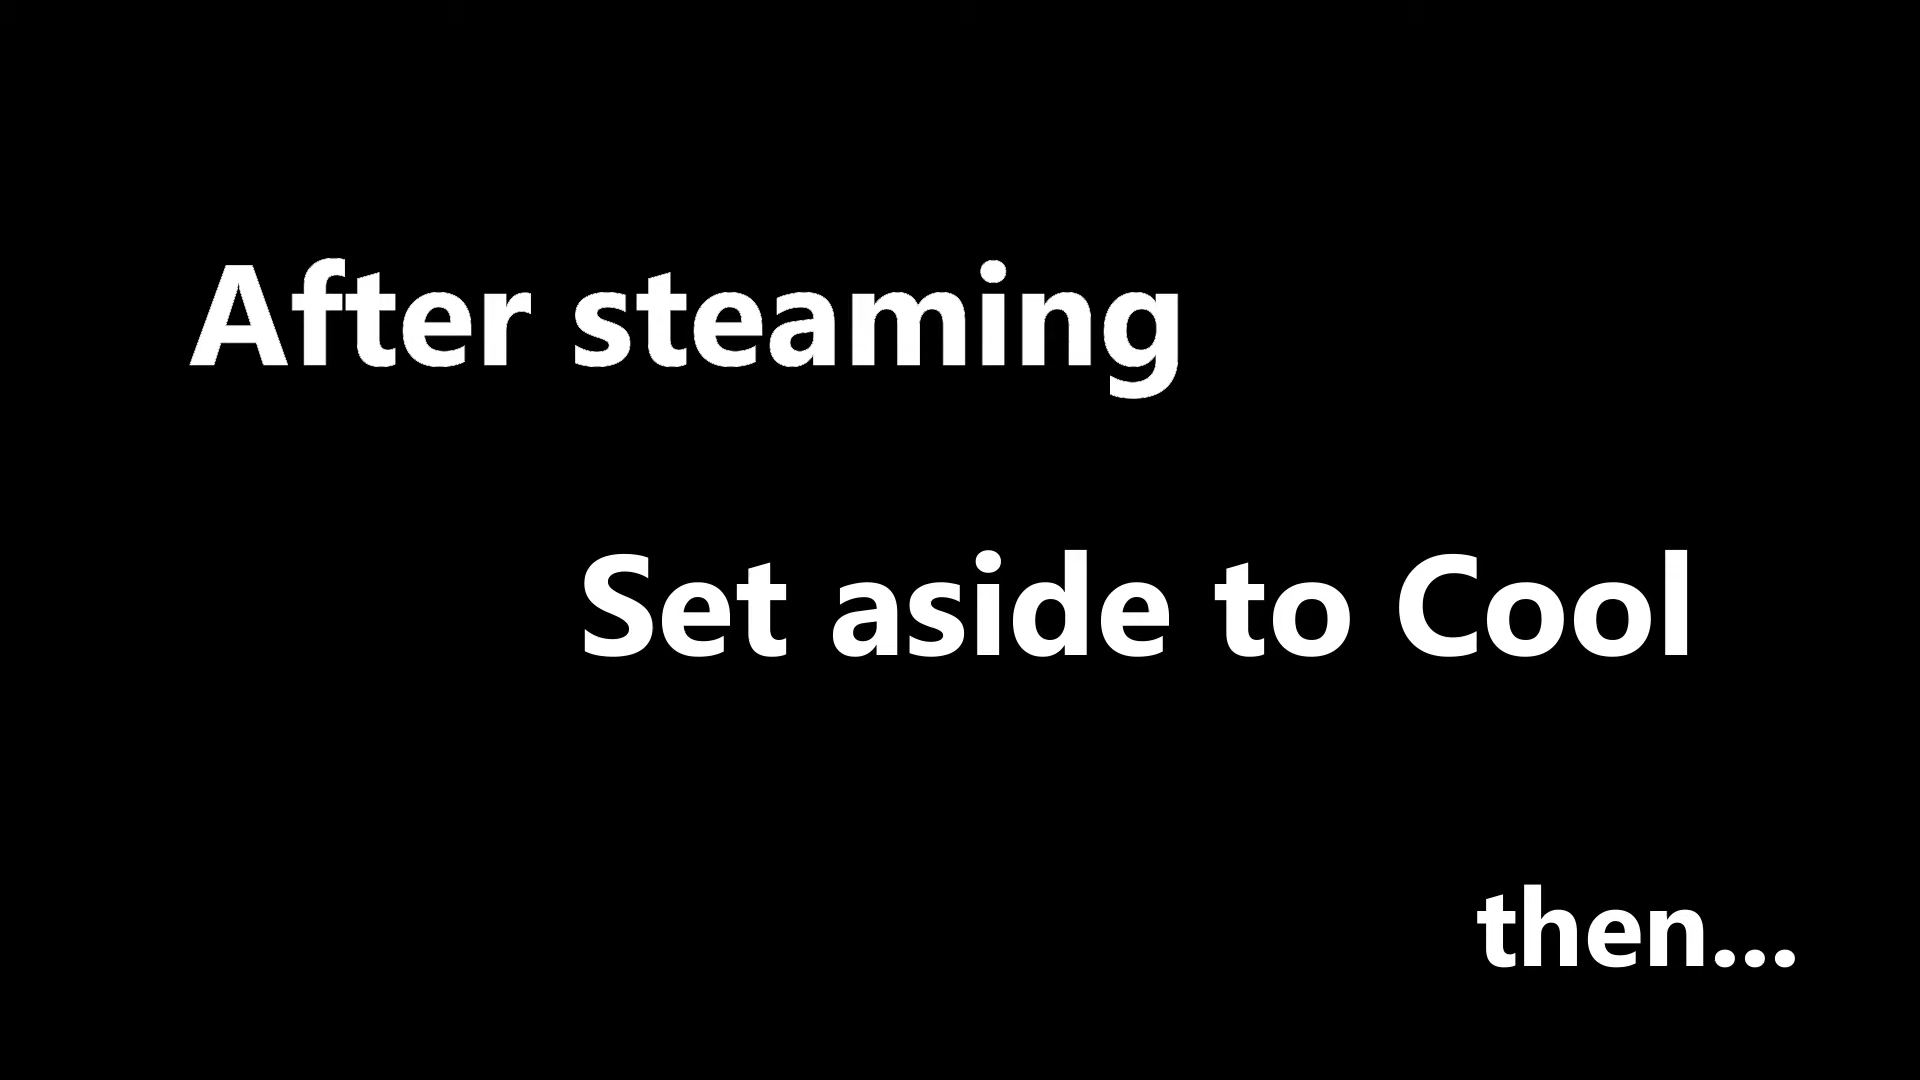 After steaming
Set aside to Cool
then...